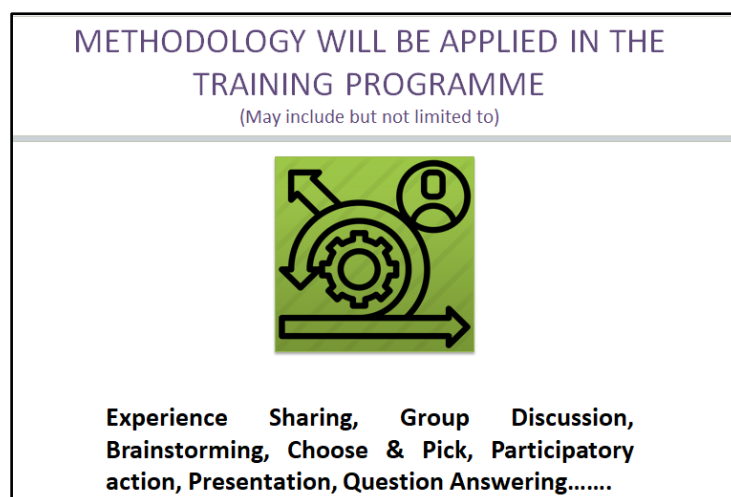 METHODOLOGY WILL BE APPLIED IN THE
TRAINING PROGRAMME
(May include but not limited to)
Experience Sharing, Group Discussion,
Brainstorming, Choose & Pick, Participatory
action, Presentation, Question Answering.......